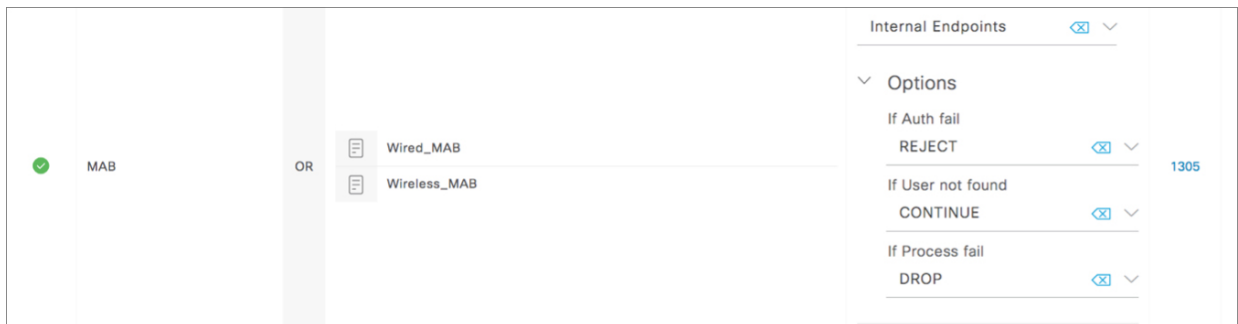 Internal Endpoints
Options
If Auth fail
REJECT
MAB
OR
Wired_MAB
Wireless_MAB
1305
If User not found
CONTINUE
If Process fail
DROP